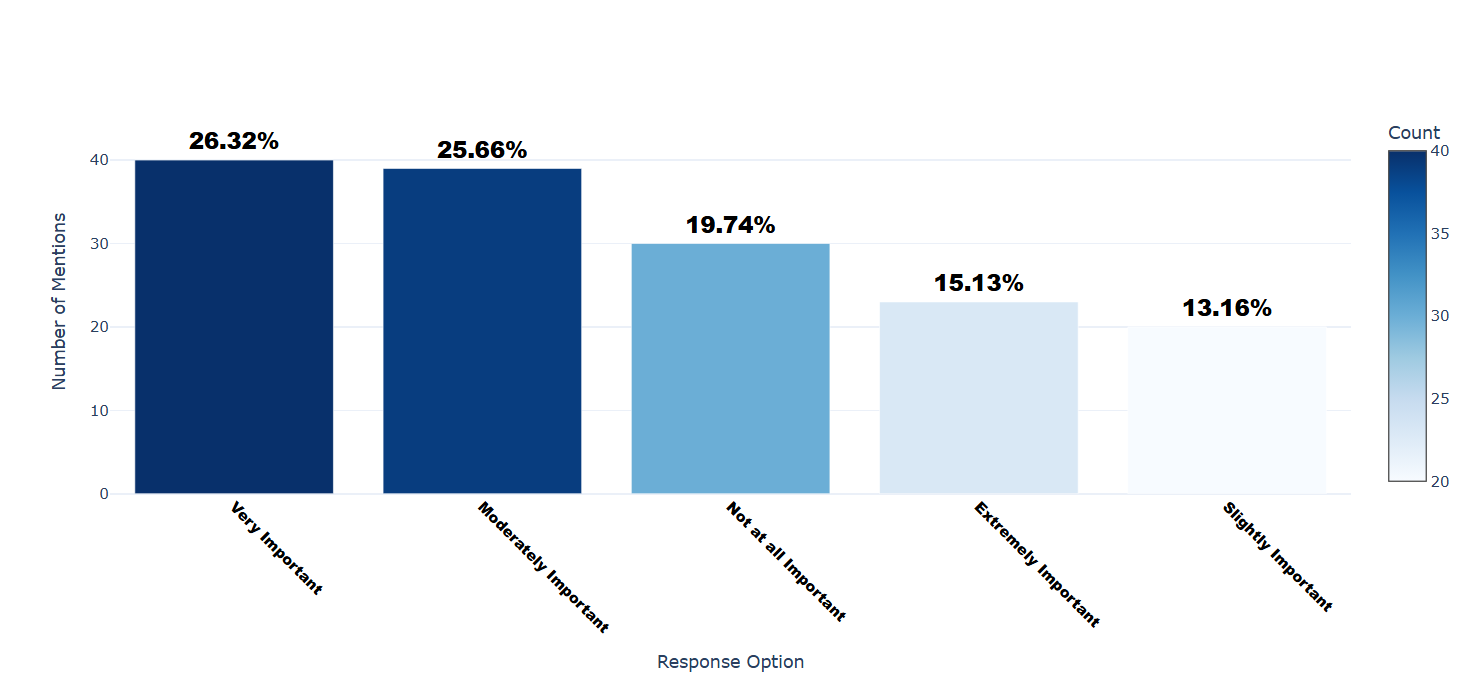 26.32%
25.66%
19.74%
15.13%
13.16%
Number of Mentions
40
30
20
10
0
Very Important
Moderately Important
Not at all Important
Extremely Important
Slightly Important
Response Option
Count
40
35
30
25
20